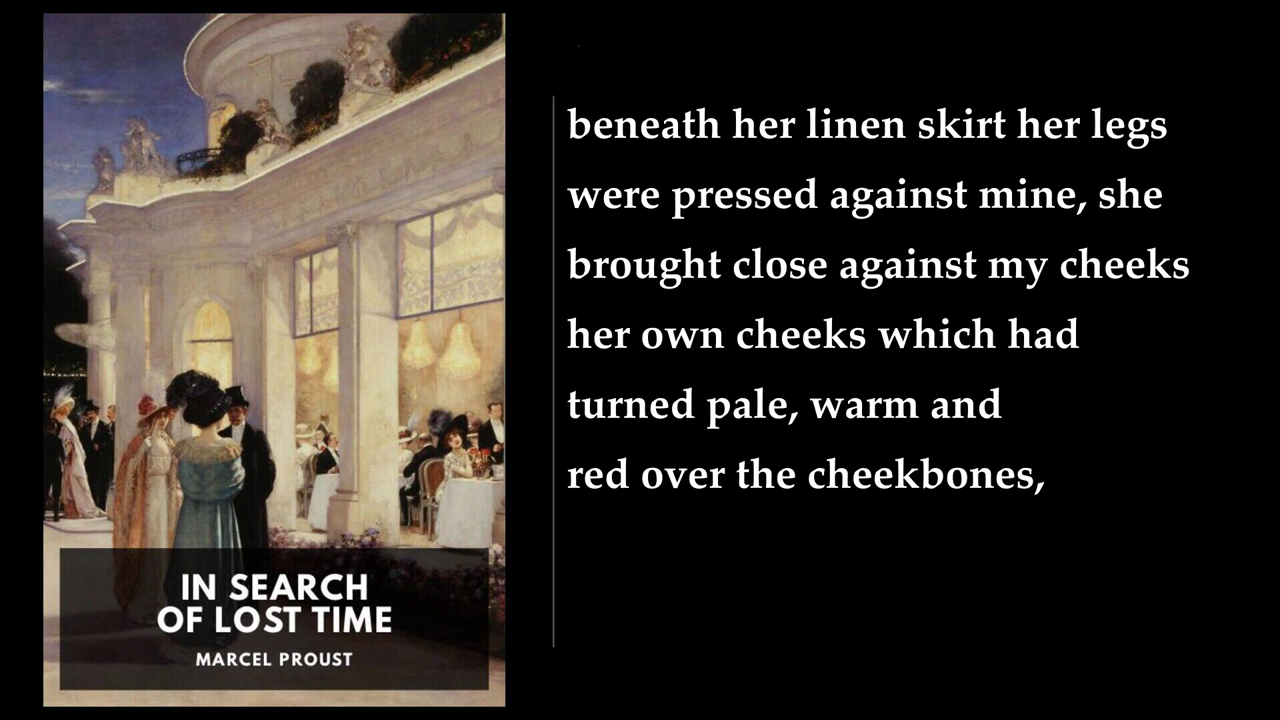 IN SEARCH
OF LOST TIME
MARCEL PROUST
beneath her linen skirt her legs
were pressed against mine, she
brought close against my cheeks
her own cheeks which had
turned pale, warm and
red over the cheekbones,